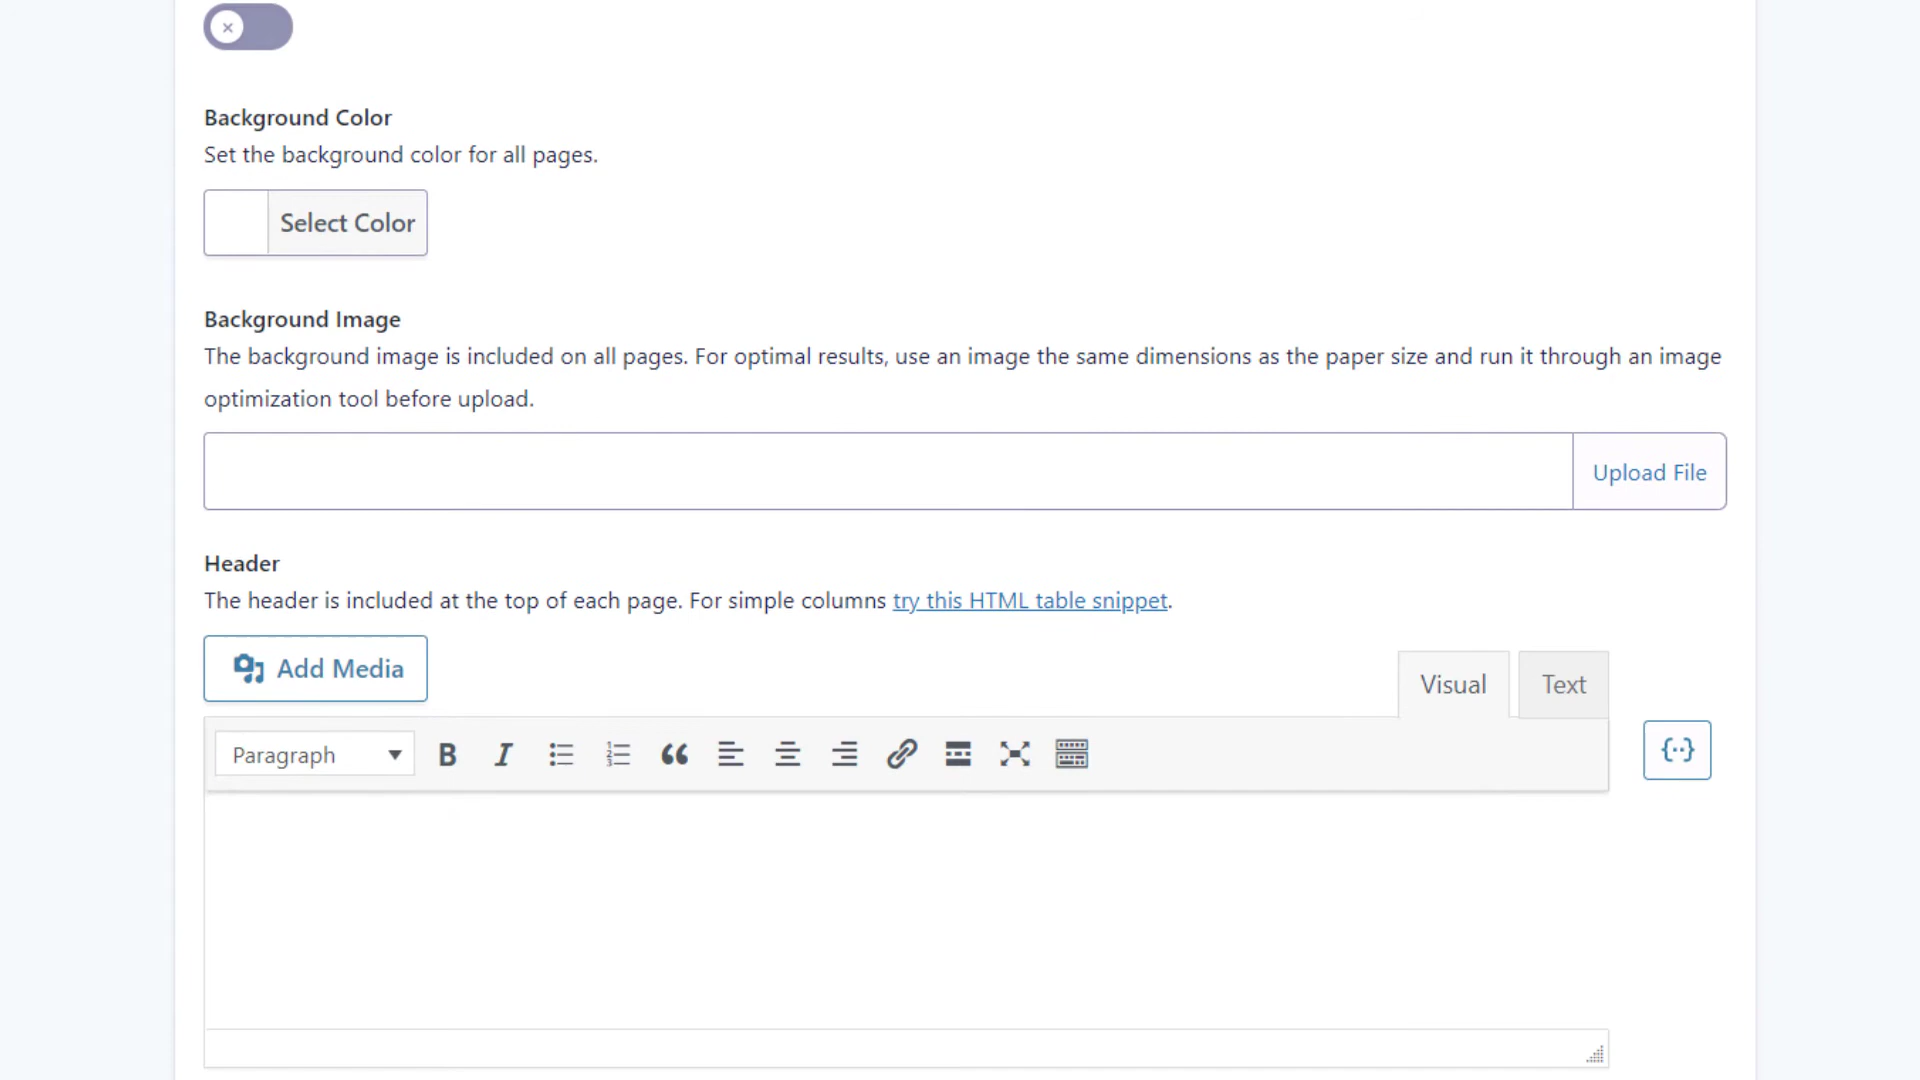 Background Color
Set the background color for all pages.
Select Color
Background Image
The background image is included on all pages. For optimal results, use an image the same dimensions as the paper size and run it through an image
optimization tool before upload.
Upload File
Header
The header is included at the top of each page. For simple columns try this HTML table snippet.
Add Media
Visual Text
Paragraph